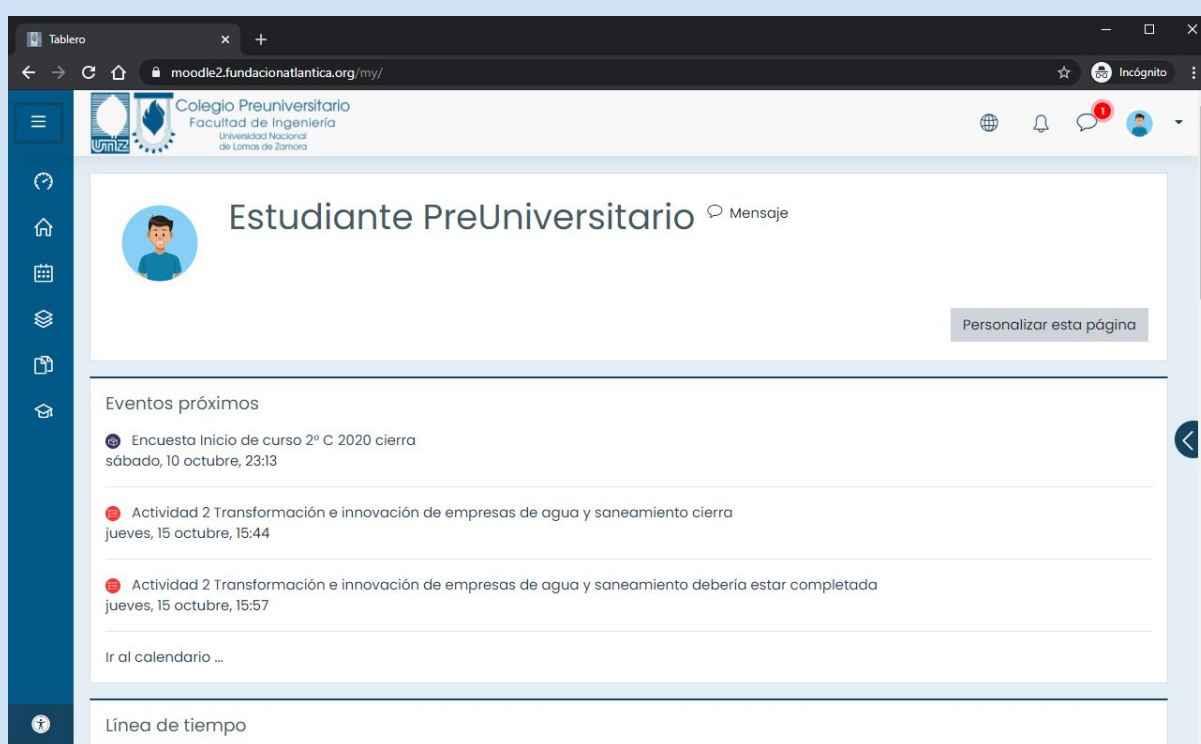 Tablero
moodle2.fundacionatlantica.org/my/
Incógnito
Colegio Preuniversitario
Facultad de Ingeniería
Universidad Nacional
de Lomas de Zamora
UNLZ
1
Estudiante PreUniversitario
Mensaje
Personalizar esta página
Eventos próximos
Encuesta Inicio de curso 2º C 2020 cierra
sábado, 10 octubre, 23:13
Actividad 2 Transformación e innovación de empresas de agua y saneamiento cierra
jueves, 15 octubre, 15:44
Actividad 2 Transformación e innovación de empresas de agua y saneamiento debería estar completada
jueves, 15 octubre, 15:57
Ir al calendario ...
Línea de tiempo